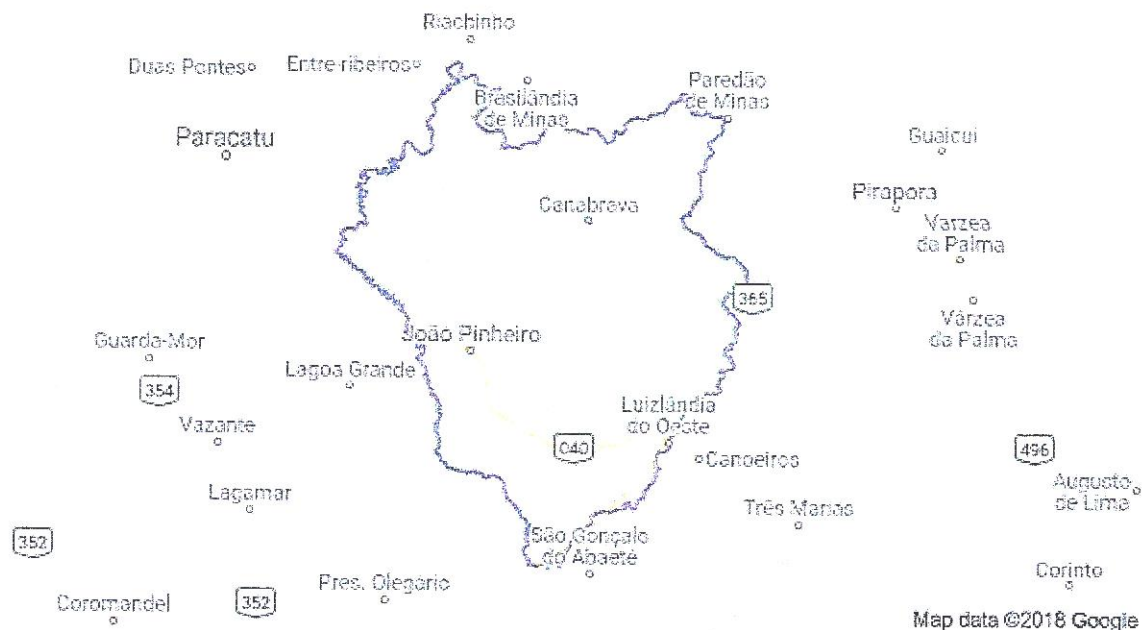 Riachinho
Duas Pontes
Entre-ribeiros
Brasilândia
de Minas
Paredão
de Minas
Paracatu
Guaicui
Canabrava
Pirapora
Varzea
da Palma
365
Várzea
da Palma
João Pinheiro
Guarda-Mor
Lagoa Grande
354
Luizlândia
do Oeste
Vazante
040
Canoeiros
496
Augusto
de Lima
Lagamar
Três Marias
352
São Gonçalo
do Abaeté
Pres. Olegario
Corinto
Coromandel
352
Map data ©2018 Google